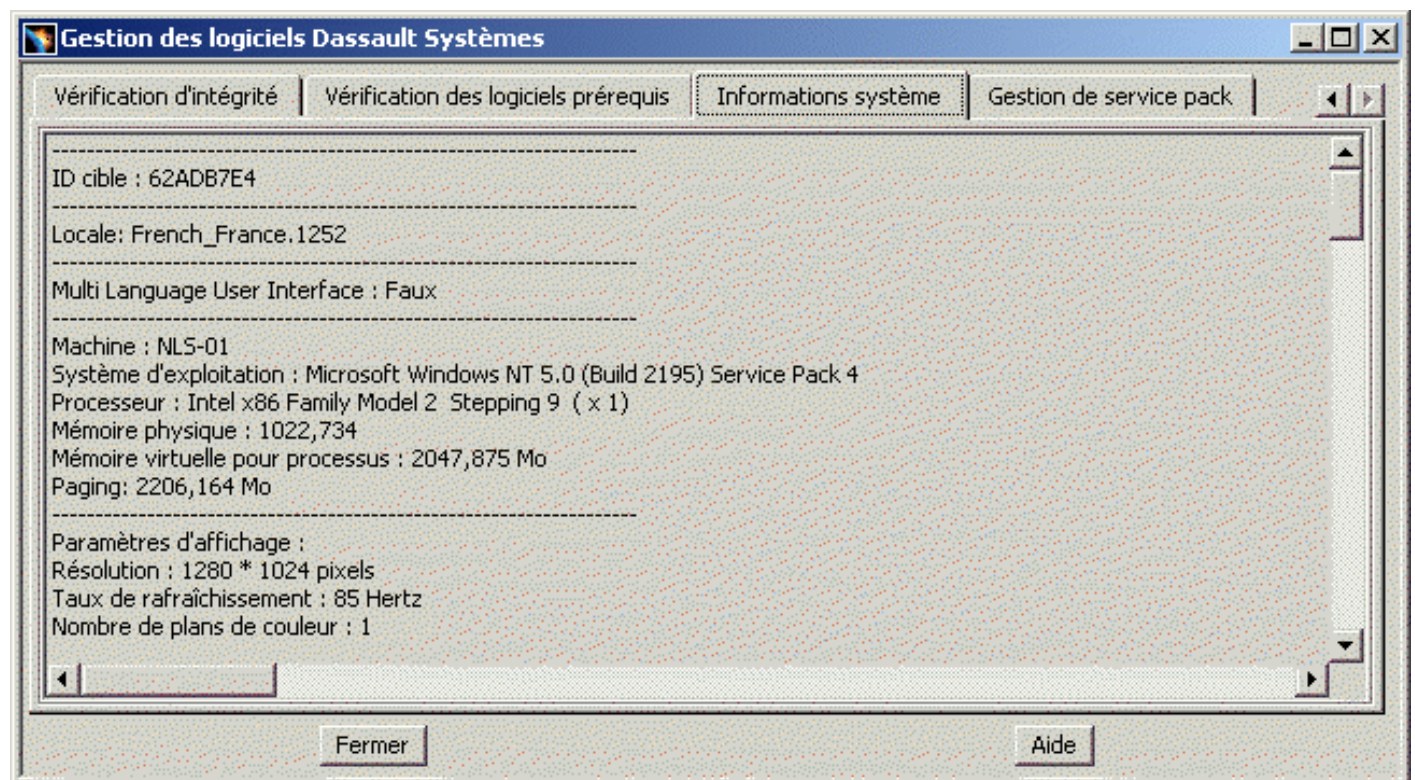 Gestion des logiciels Dassault Systèmes
Vérification d'intégrité Vérification des logiciels prérequis Informations système Gestion de service pack
----------------------------------------------------------------
ID cible : 62ADB7E4
----------------------------------------------------------------
Locale: French_France.1252
----------------------------------------------------------------
Multi Language User Interface : Faux
----------------------------------------------------------------
Machine : NLS-01
Système d'exploitation : Microsoft Windows NT 5.0 (Build 2195) Service Pack 4
Processeur : Intel x86 Family Model 2  Stepping 9  ( x 1)
Mémoire physique : 1022,734
Mémoire virtuelle pour processus : 2047,875 Mo
Paging: 2206,164 Mo
----------------------------------------------------------------
Paramètres d'affichage :
Résolution : 1280 * 1024 pixels
Taux de rafraîchissement : 85 Hertz
Nombre de plans de couleur : 1
Fermer Aide